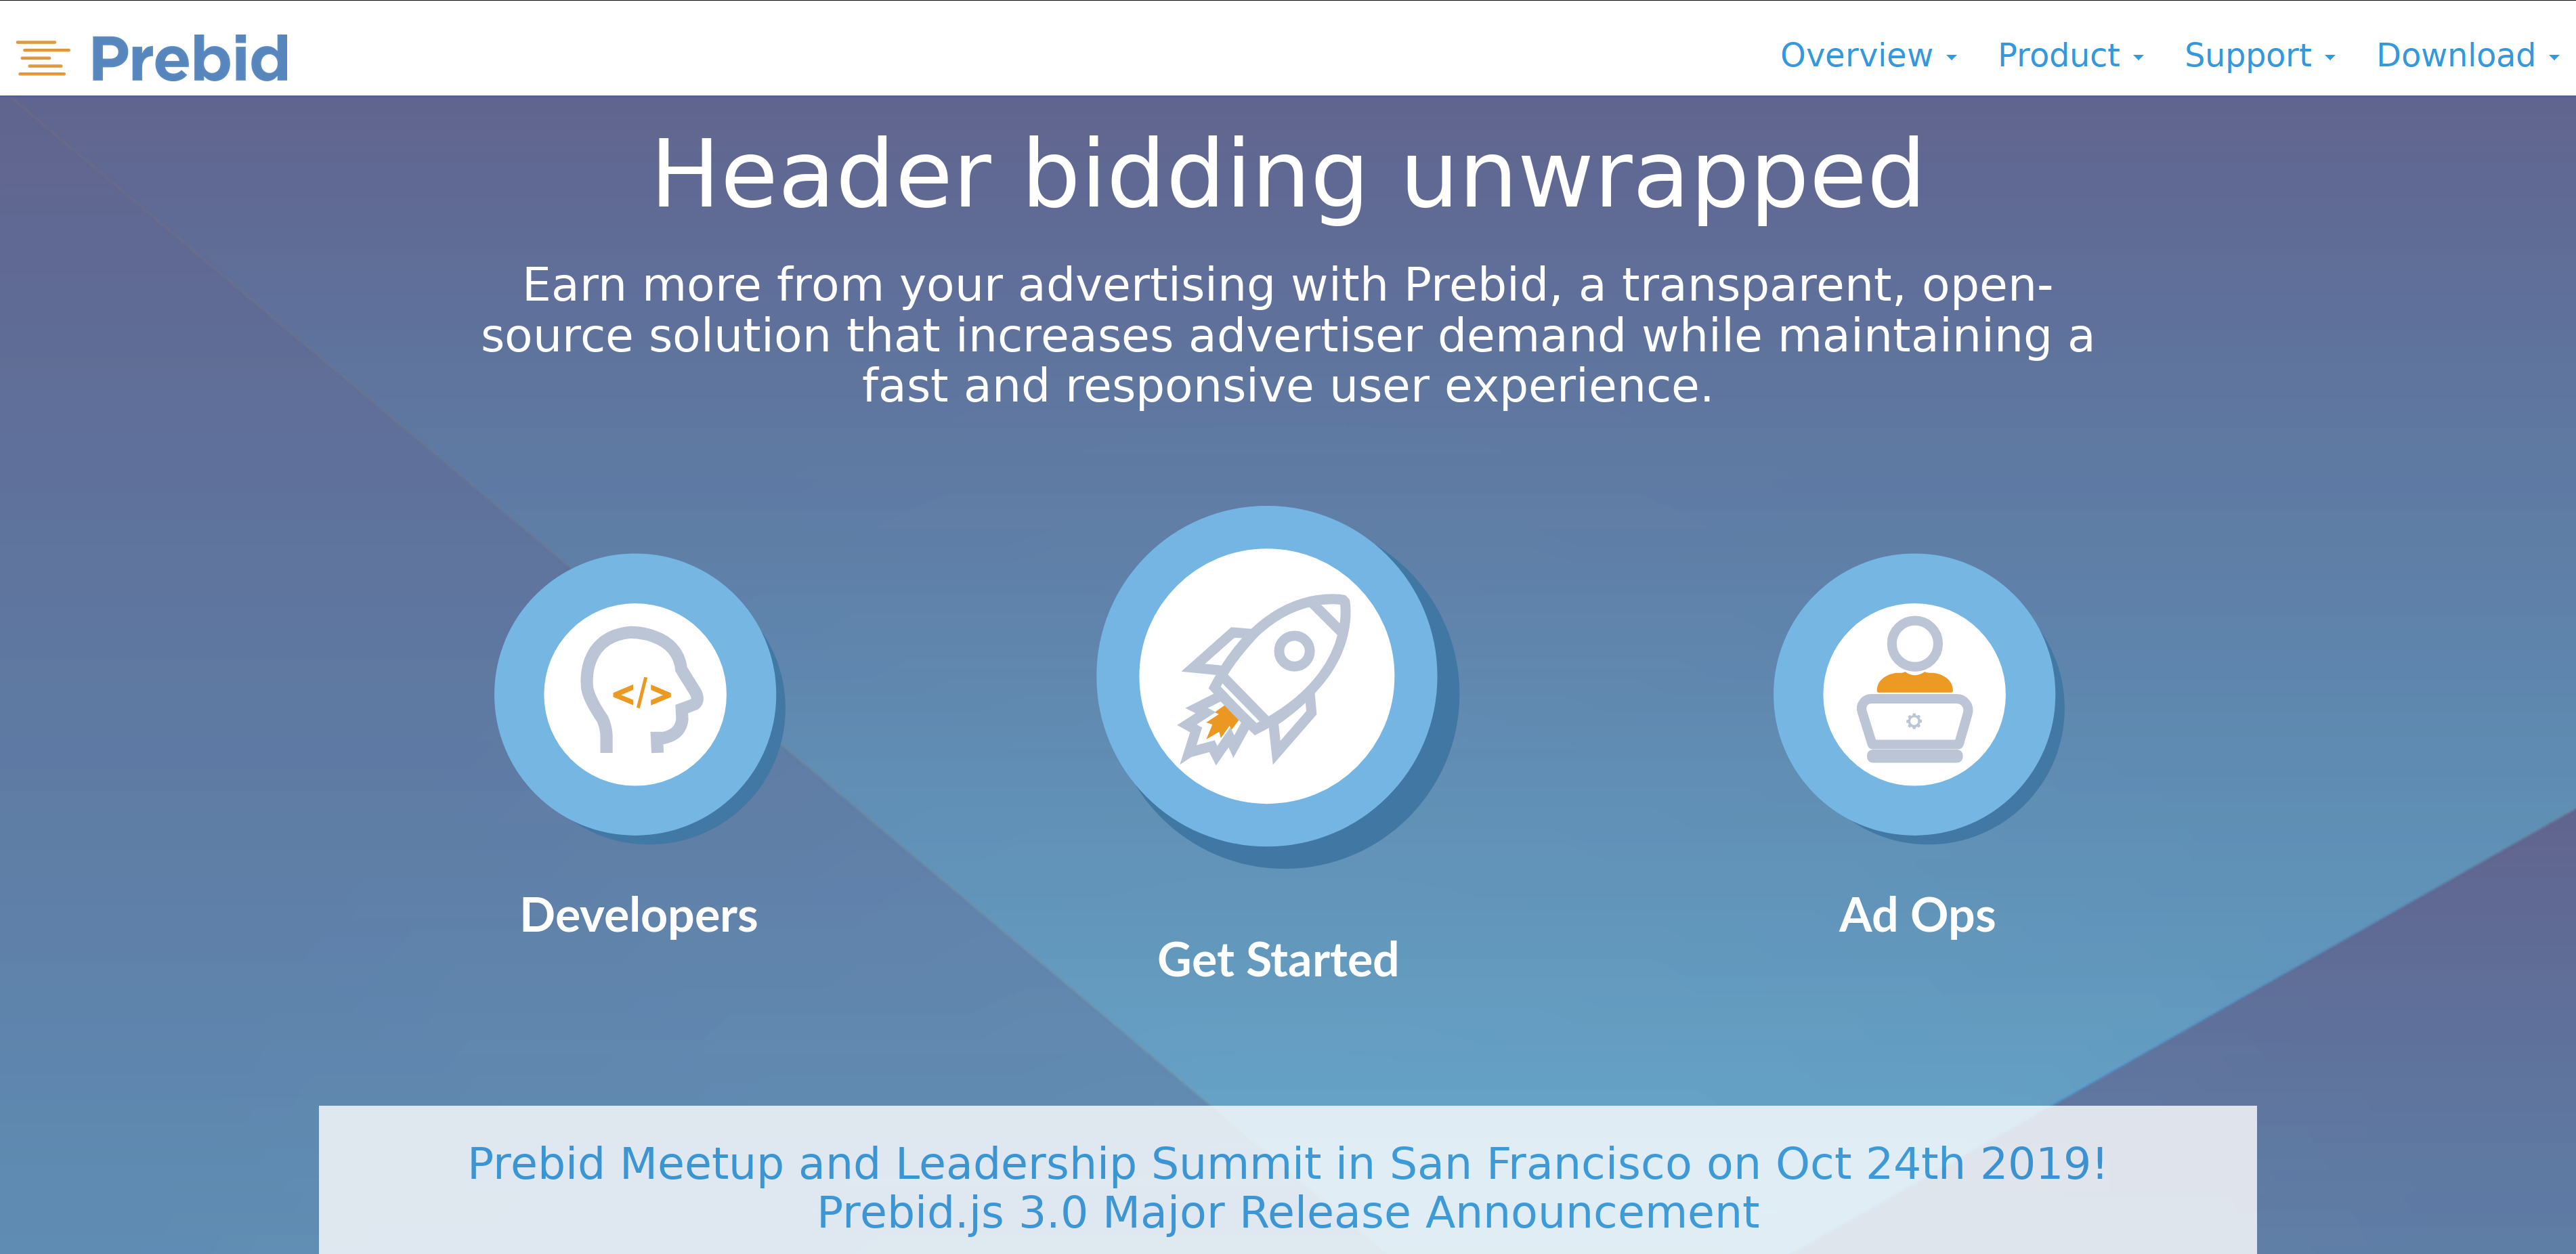 Prebid
Overview
Product
Support
Download
Header bidding unwrapped
Earn more from your advertising with Prebid, a transparent, open-
source solution that increases advertiser demand while maintaining a
fast and responsive user experience.
</>
Developers
Get Started
Ad Ops
Prebid Meetup and Leadership Summit in San Francisco on Oct 24th 2019!
Prebid.js 3.0 Major Release Announcement